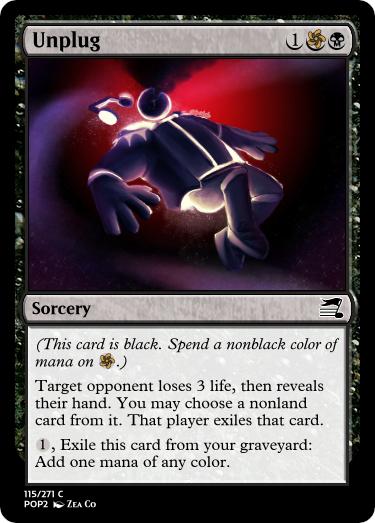 Unplug 1
Sorcery
(This card is black. Spend a nonblack color of
mana on .)
Target opponent loses 3 life, then reveals
their hand. You may choose a nonland
card from it. That player exiles that card.
1 , Exile this card from your graveyard:
Add one mana of any color.
115/271 C
POP2 ZEA CO